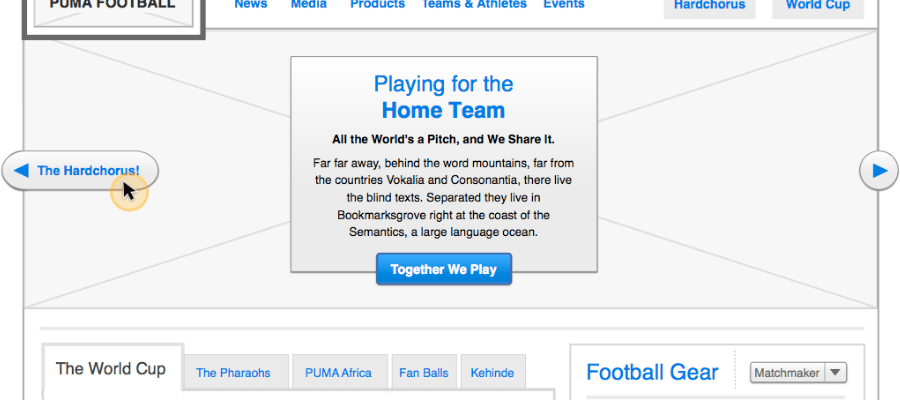 PUMA FOOTBALL
News Media Products Teams & Athletes Events
Hardchorus World Cup
Playing for the
Home Team
All the World's a Pitch, and We Share It.
Far far away, behind the word mountains, far from
the countries Vokalia and Consonantia, there live
the blind texts. Separated they live in
Bookmarksgrove right at the coast of the
Semantics, a large language ocean.
The Hardchorus!
Together We Play
The World Cup The Pharaohs PUMA Africa Fan Balls Kehinde
Football Gear Matchmaker